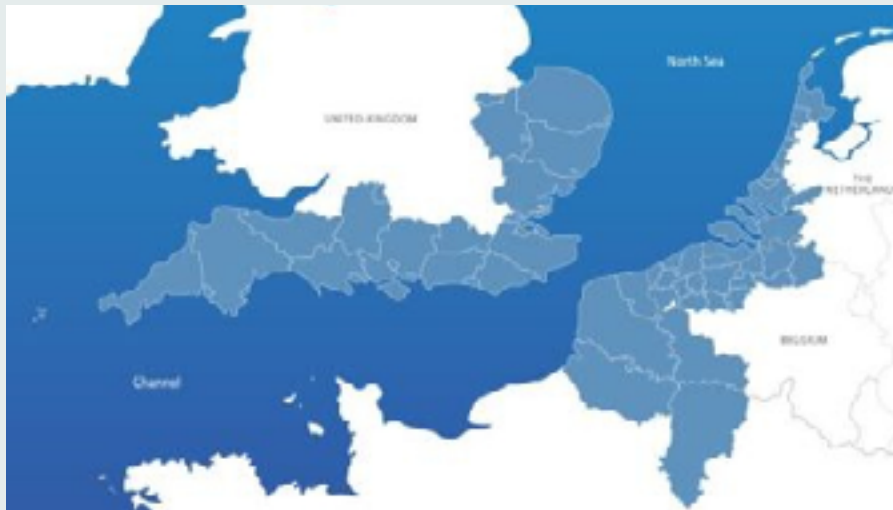 North Sea
UNITED KINGDOM
The
NETHERLANDS
BELGIUM
Channel